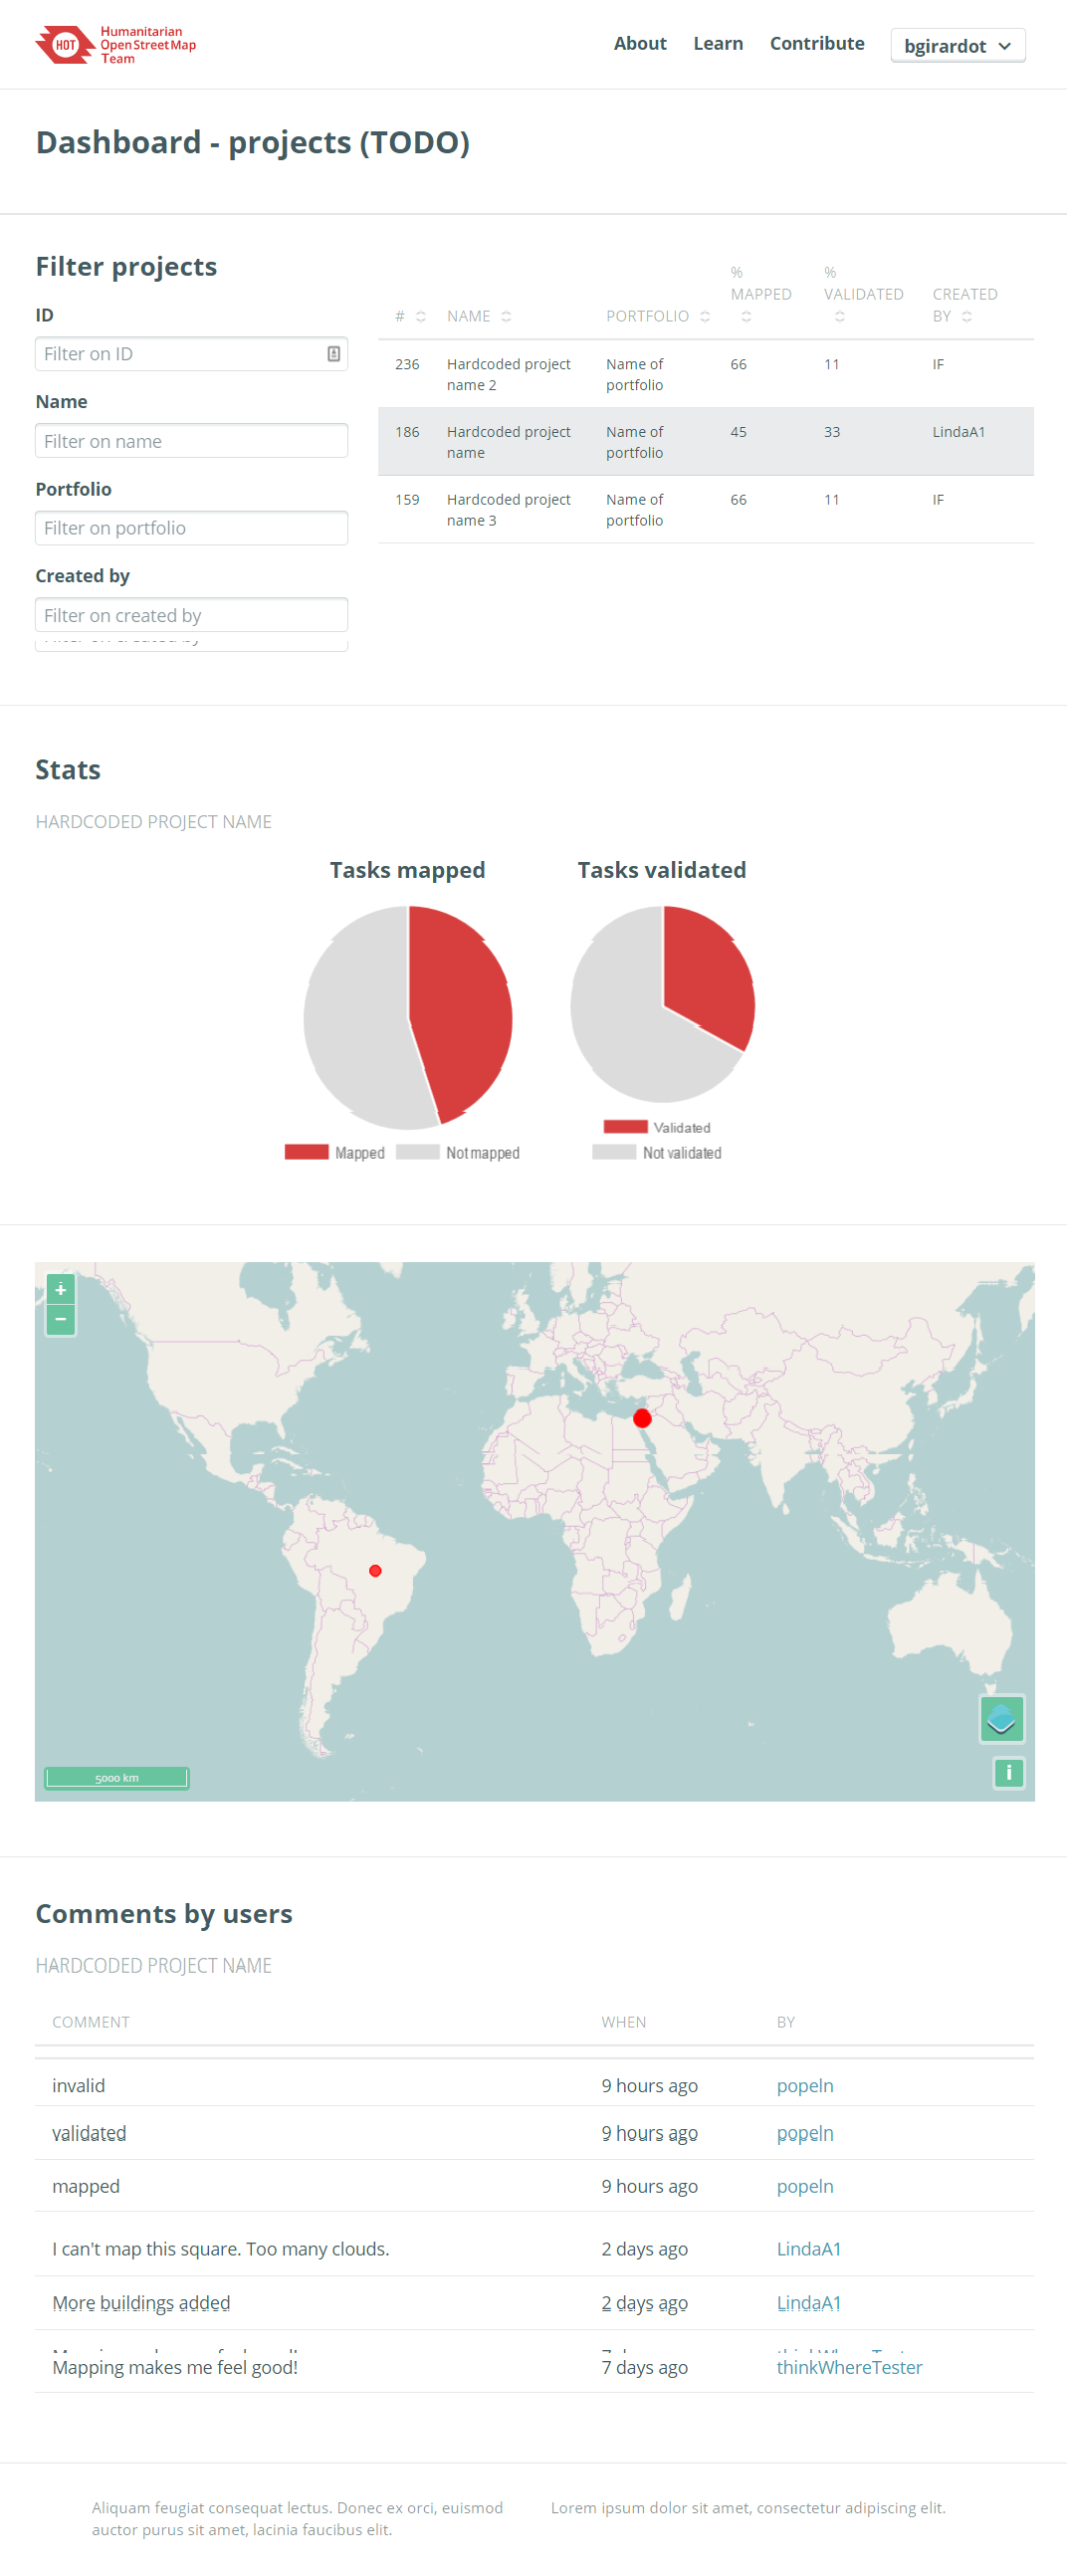 HOT
Humanitarian
OpenStreetMap
Team
About Learn Contribute bgirardot
Dashboard - projects (TODO)
Filter projects
ID
Filter on ID
Name
Filter on name
Portfolio
Filter on portfolio
Created by
Filter on created by
# NAME PORTFOLIO % MAPPED % VALIDATED CREATED BY
236 Hardcoded project name 2 Name of portfolio 66 11 IF
186 Hardcoded project name Name of portfolio 45 33 LindaA1
159 Hardcoded project name 3 Name of portfolio 66 11 IF
Stats
HARDCODED PROJECT NAME
Tasks mapped Tasks validated
Mapped Not mapped
Validated
Not validated
+
−
5000 km
i
Comments by users
HARDCODED PROJECT NAME
COMMENT WHEN BY
invalid 9 hours ago popeln
validated 9 hours ago popeln
mapped 9 hours ago popeln
I can't map this square. Too many clouds. 2 days ago LindaA1
More buildings added 2 days ago LindaA1
Mapping makes me feel good! 7 days ago thinkWhereTester
Aliquam feugiat consequat lectus. Donec ex orci, euismod
auctor purus sit amet, lacinia faucibus elit.
Lorem ipsum dolor sit amet, consectetur adipiscing elit.